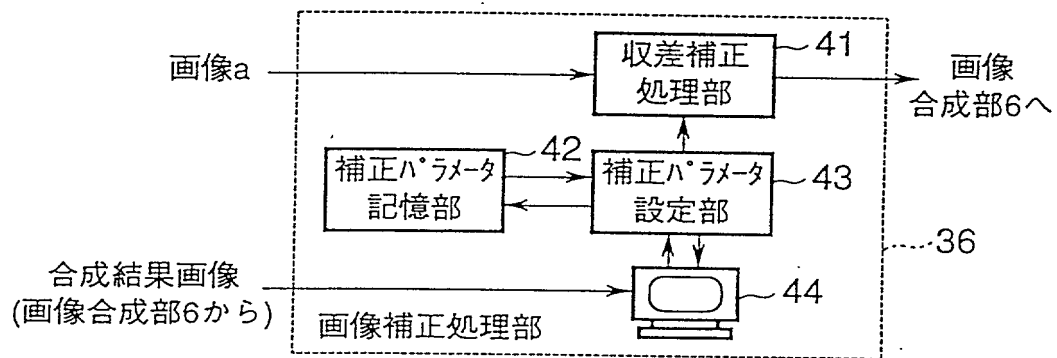 画像a
収差補正
処理部
41
画像
合成部6へ
補正パラメータ
記憶部
42
補正パラメータ
設定部
43
36
合成結果画像
(画像合成部6から)
44
画像補正処理部